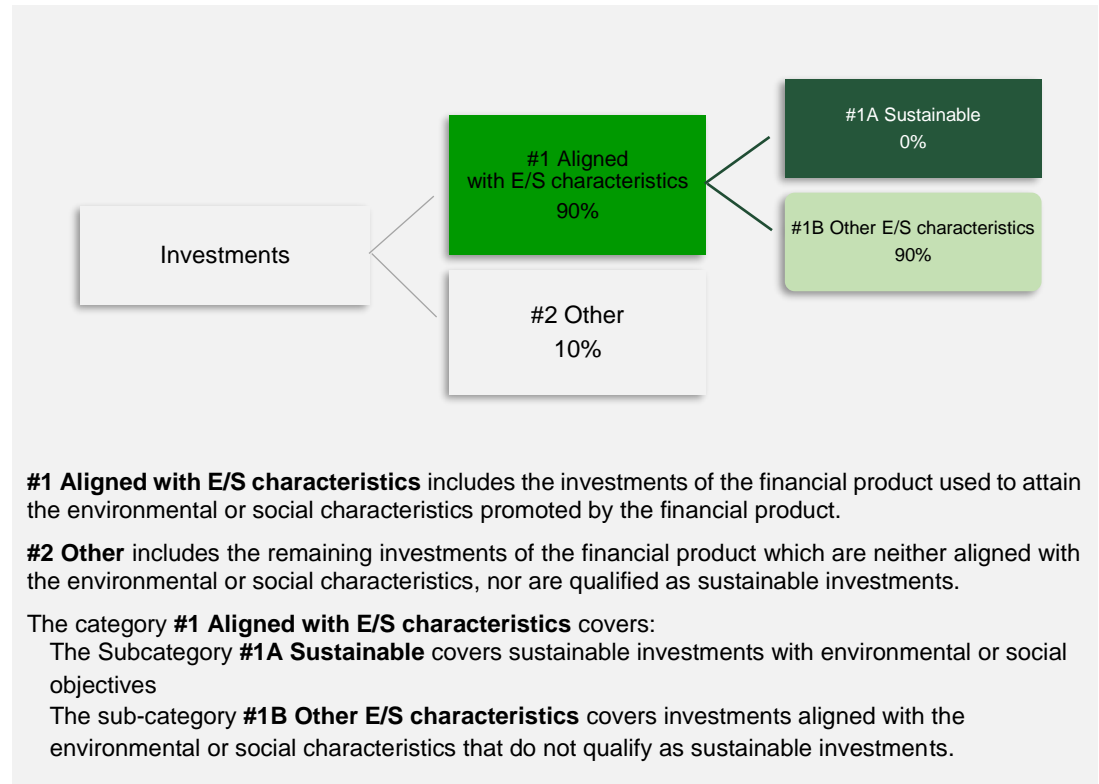 #1A Sustainable
0%
#1 Aligned
with E/S characteristics
90%
#1B Other E/S characteristics
90%
Investments
#2 Other
10%
#1 Aligned with E/S characteristics includes the investments of the financial product used to attain
the environmental or social characteristics promoted by the financial product.
#2 Other includes the remaining investments of the financial product which are neither aligned with
the environmental or social characteristics, nor are qualified as sustainable investments.
The category #1 Aligned with E/S characteristics covers:
The Subcategory #1A Sustainable covers sustainable investments with environmental or social
objectives
The sub-category #1B Other E/S characteristics covers investments aligned with the
environmental or social characteristics that do not qualify as sustainable investments.